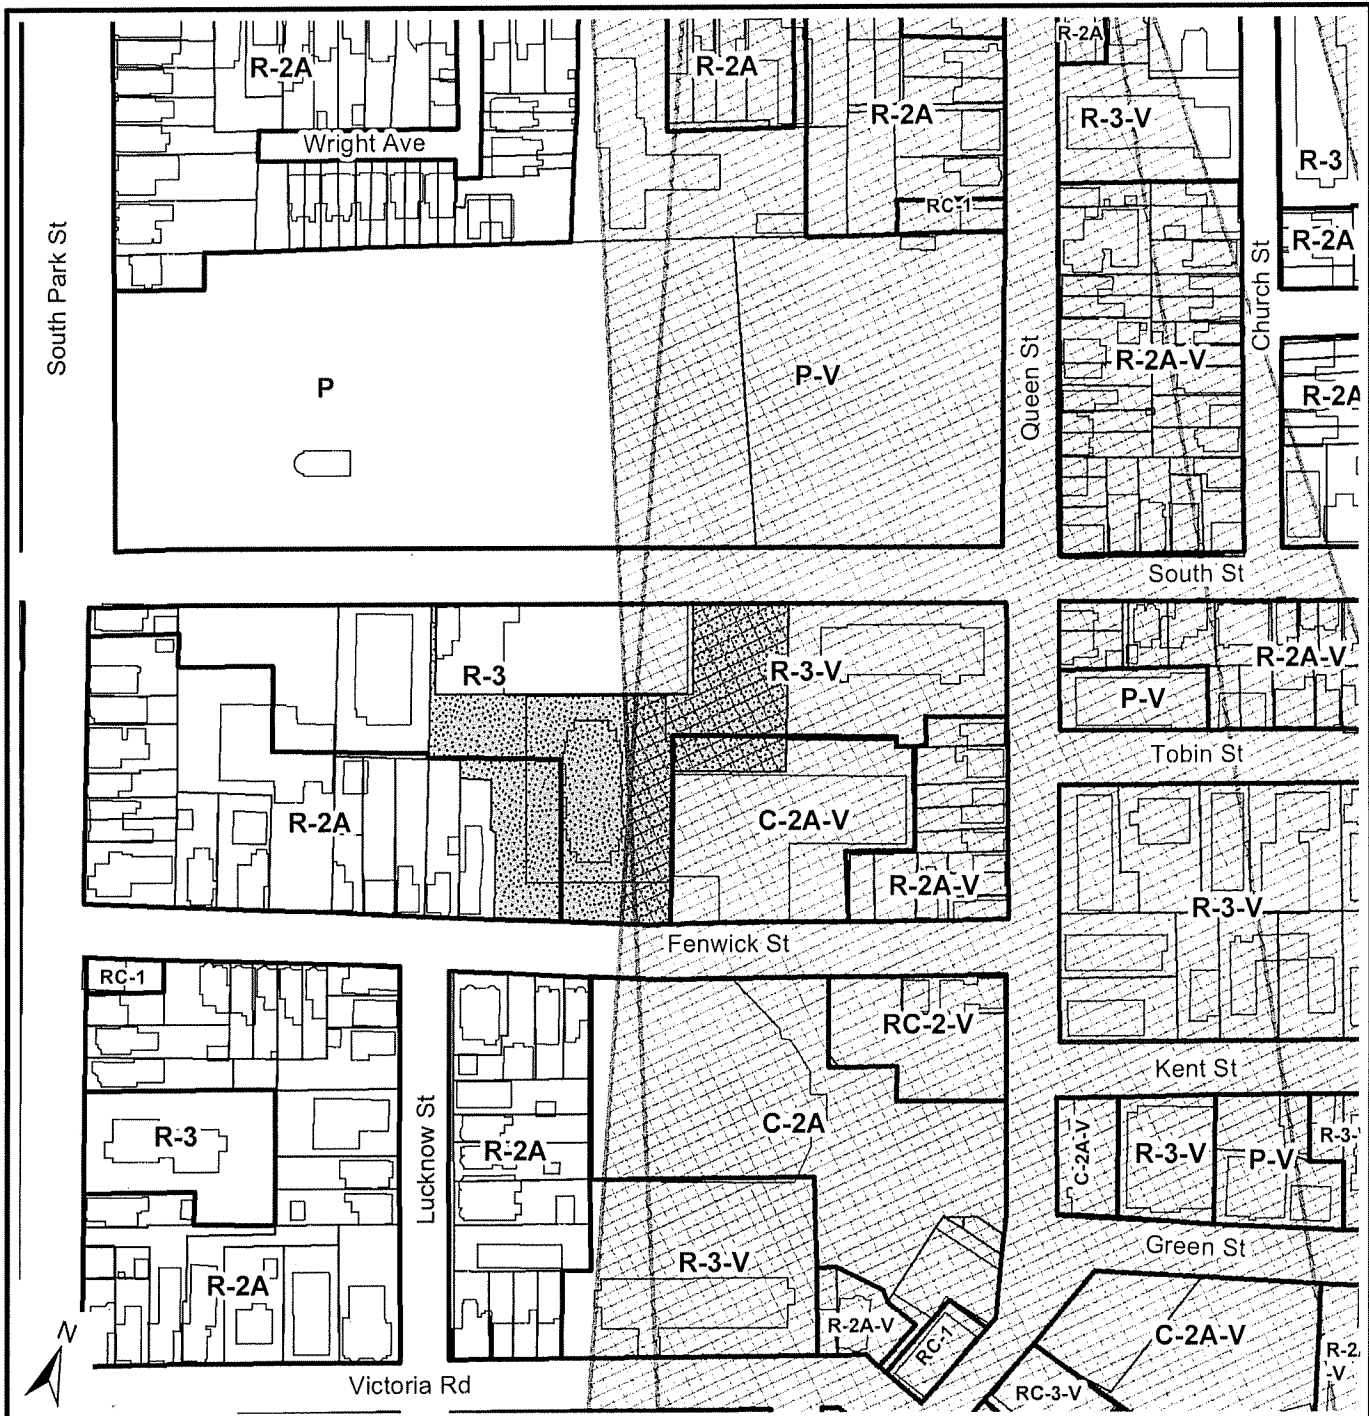 R-2A
R-2A
R-2A
R-2A
R-3-V
Wright Ave
R-3
RC-1
R-2A
South Park St
Church St
Queen St
R-2A-V
P
P-V
R-2A
South St
R-3
R-3-V
R-2A-V
P-V
Tobin St
R-2A
C-2A-V
R-2A-V
R-3-V
Fenwick St
RC-1
RC-2-V
Kent St
Lucknow St
C-2A
R-3
R-2A
C-2A-V
R-3-V
P-V
R-3-V
Green St
R-3-V
R-2A
R-2A-V
RC-1
C-2A-V
R-2
-V
N
Victoria Rd
RC-3-V